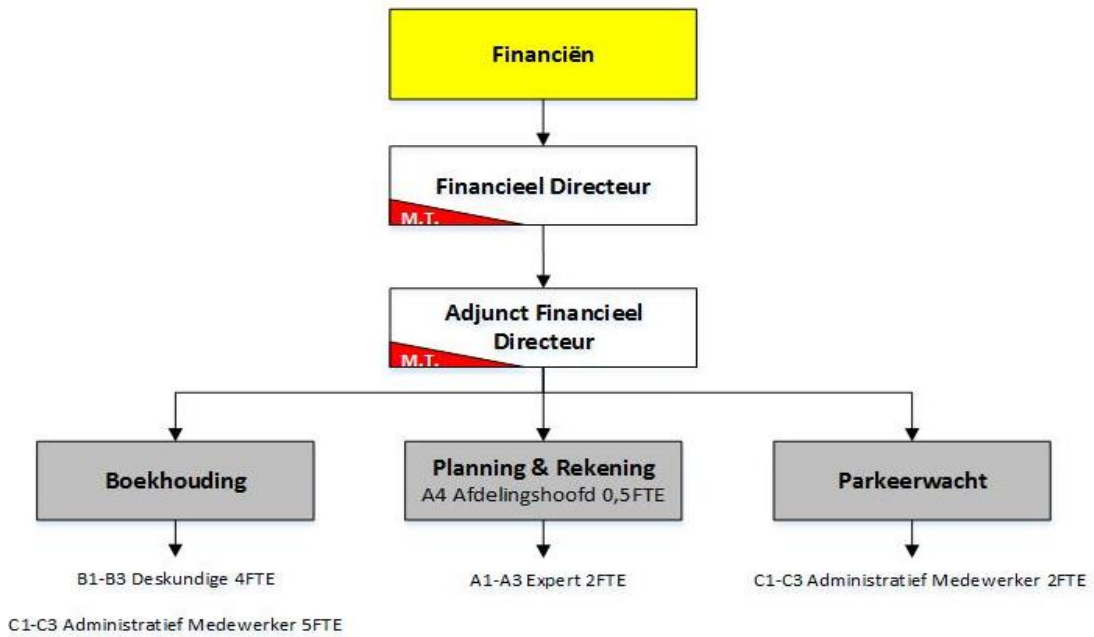 Financiën
Financieel Directeur
M.T.
Adjunct Financieel
Directeur
M.T.
Boekhouding
Planning & Rekening
A4 Afdelingshoofd 0,5FTE
Parkeerwacht
B1-B3 Deskundige 4FTE
A1-A3 Expert 2FTE
C1-C3 Administratief Medewerker 2FTE
C1-C3 Administratief Medewerker 5FTE